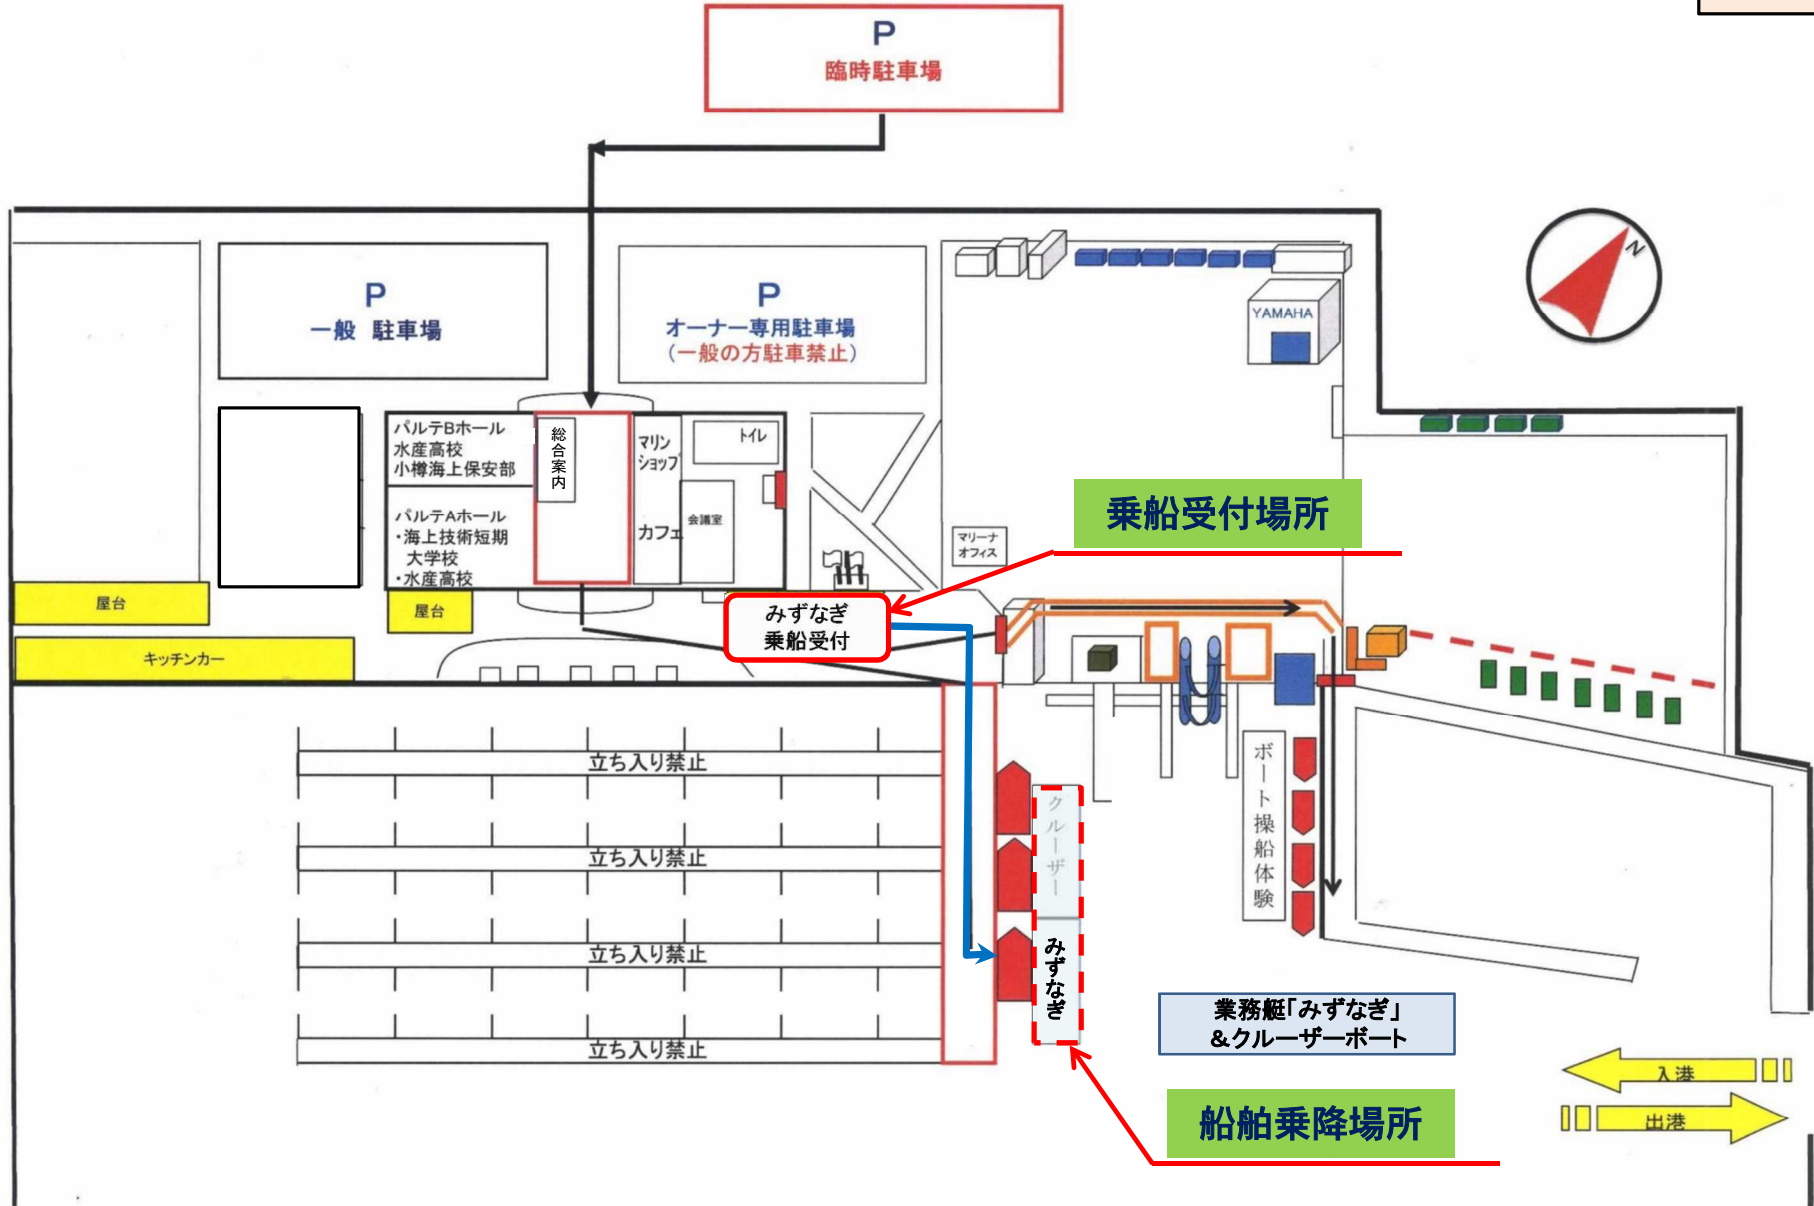 P
臨時駐車場
N
P
一般 駐車場
P
オーナー専用駐車場
(一般の方駐車禁止)
YAMAHA
パルテBホール
水産高校
小樽海上保安部
総合案内
マリン
ショップ
トイレ
パルテAホール
・海上技術短期
大学校
・水産高校
カフェ
会議室
マリーナ
オフィス
乗船受付場所
屋台
屋台
みずなぎ
乗船受付
キッチンカー
立ち入り禁止
立ち入り禁止
立ち入り禁止
立ち入り禁止
クルーザー
みずなぎ
ボート操船体験
業務艇「みずなぎ」
&クルーザーボート
船舶乗降場所
入港
出港